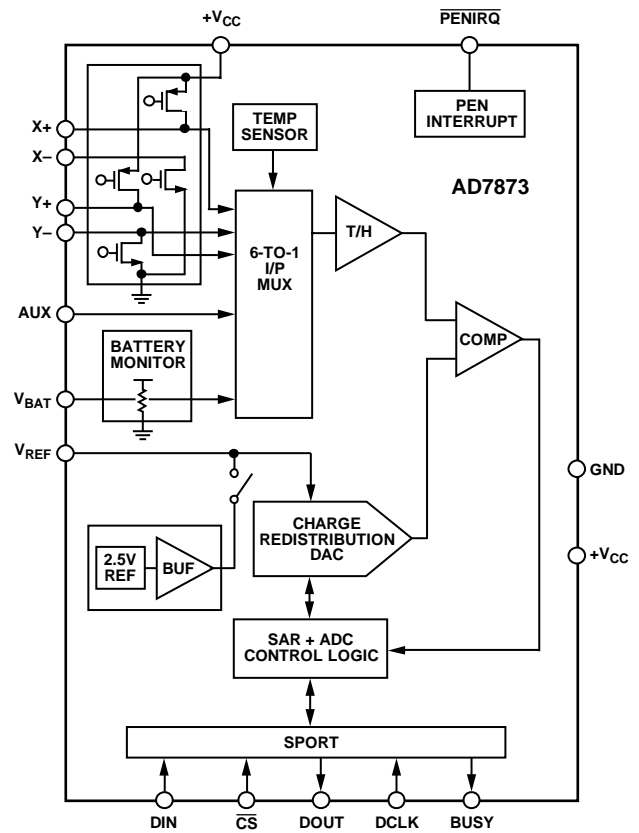 +VCC
PENIRQ
PEN
INTERRUPT
X+
X–
Y+
Y–
TEMP
SENSOR
AD7873
6-TO-1
I/P
MUX
T/H
AUX
BATTERY
MONITOR
COMP
VBAT
VREF
GND
CHARGE
REDISTRIBUTION
DAC
+VCC
2.5V
REF
BUF
SAR + ADC
CONTROL LOGIC
SPORT
DIN
CS
DOUT
DCLK
BUSY